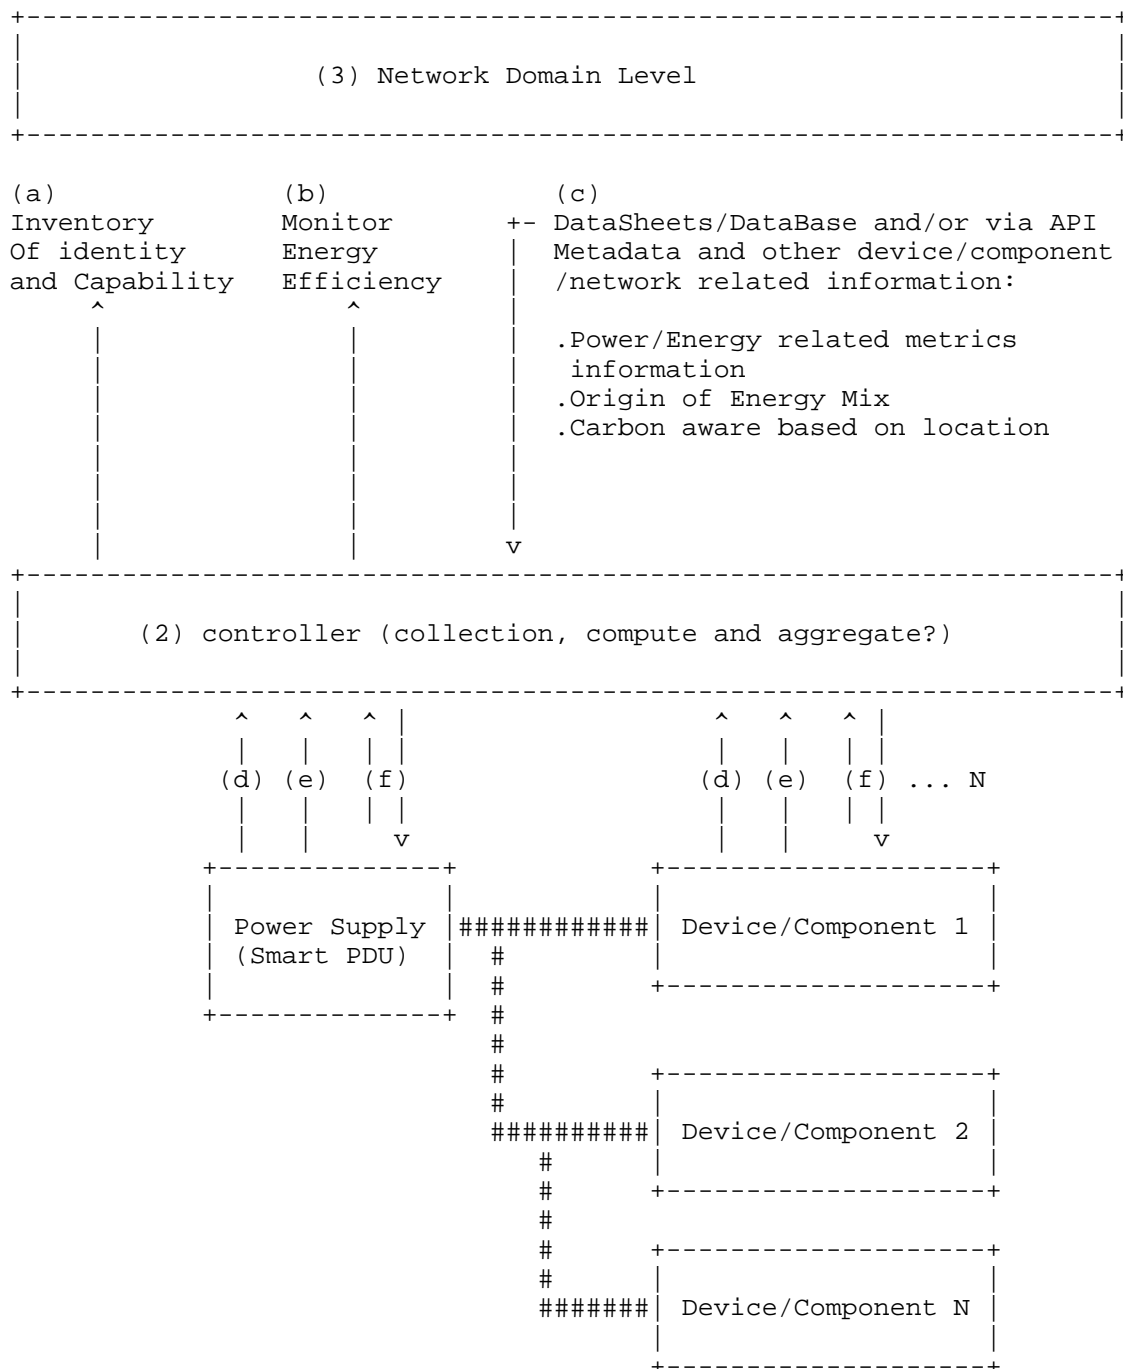 (3) Network Domain Level
(a) (b) (c)
Inventory Monitor +- DataSheets/DataBase and/or via API
Of identity Energy | Metadata and other device/component
and Capability Efficiency | /network related information:
.Power/Energy related metrics
information
.Origin of Energy Mix
.Carbon aware based on location
(2) controller (collection, compute and aggregate?)
(d) (e) (f) (d) (e) (f) ... N
Power Supply |############| Device/Component 1
(Smart PDU)
##########| Device/Component 2
#######| Device/Component N